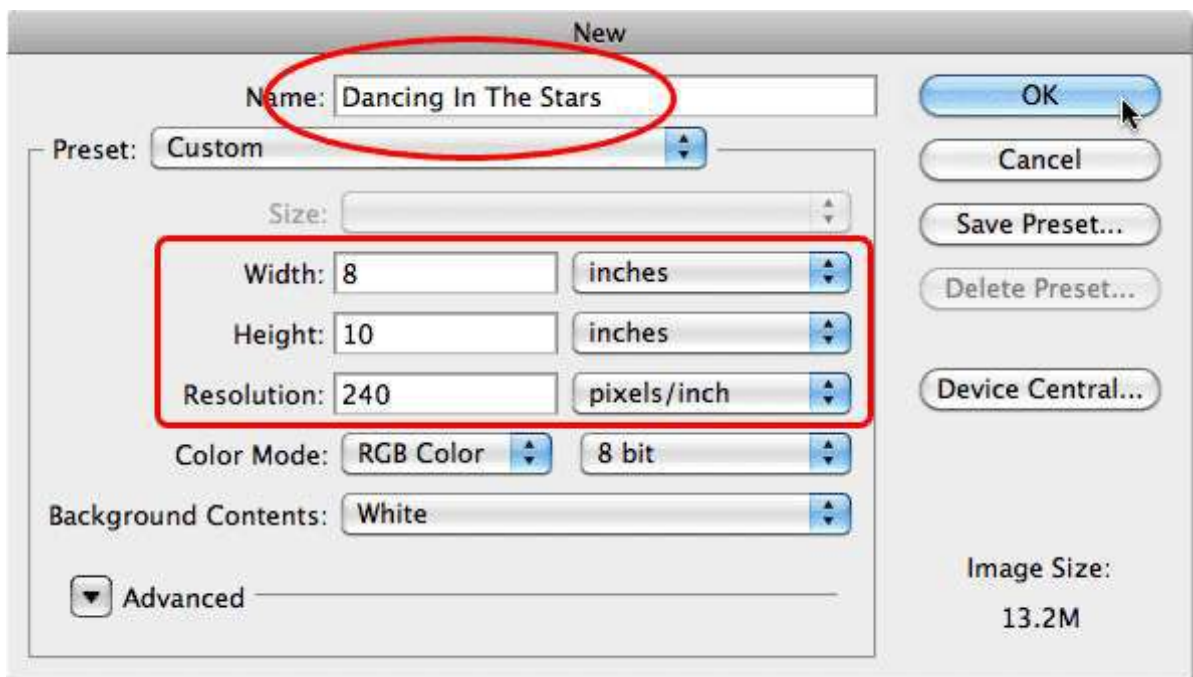 New
Name: Dancing In The Stars
OK
Preset: Custom
Cancel
Size:
Save Preset...
Width: 8 inches
Delete Preset...
Height: 10 inches
Resolution: 240 pixels/inch
Device Central...
Color Mode: RGB Color 8 bit
Background Contents: White
Image Size:
Advanced
13.2M